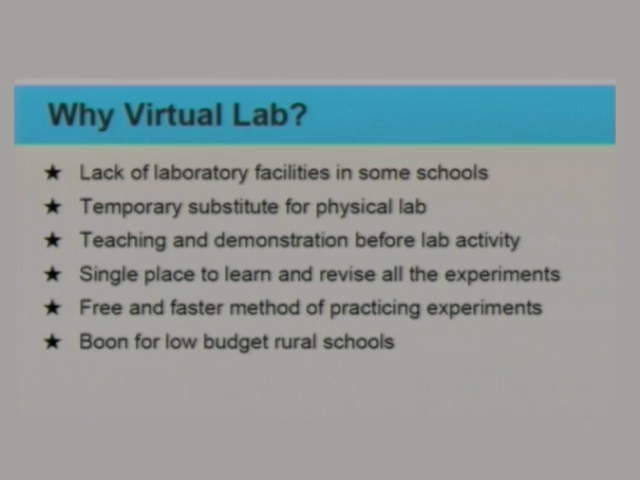 Why Virtual Lab?
★ Lack of laboratory facilities in some schools
★ Temporary substitute for physical lab
★ Teaching and demonstration before lab activity
★ Single place to learn and revise all the experiments
★ Free and faster method of practicing experiments
★ Boon for low budget rural schools